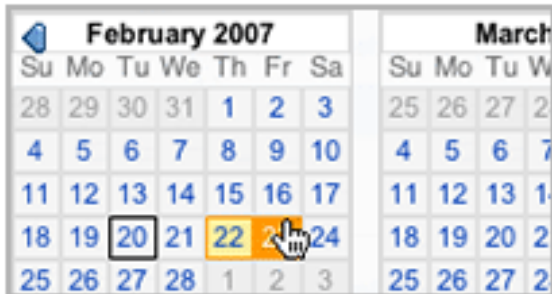 February 2007
Su Mo Tu We Th Fr Sa
28 29 30 31 1 2 3
4 5 6 7 8 9 10
11 12 13 14 15 16 17
18 19 20 21 22 24
25 26 27 28 1 2 3
March
Su Mo Tu
25 26 27
4 5 6
11 12 13
18 19 20
25 26 27